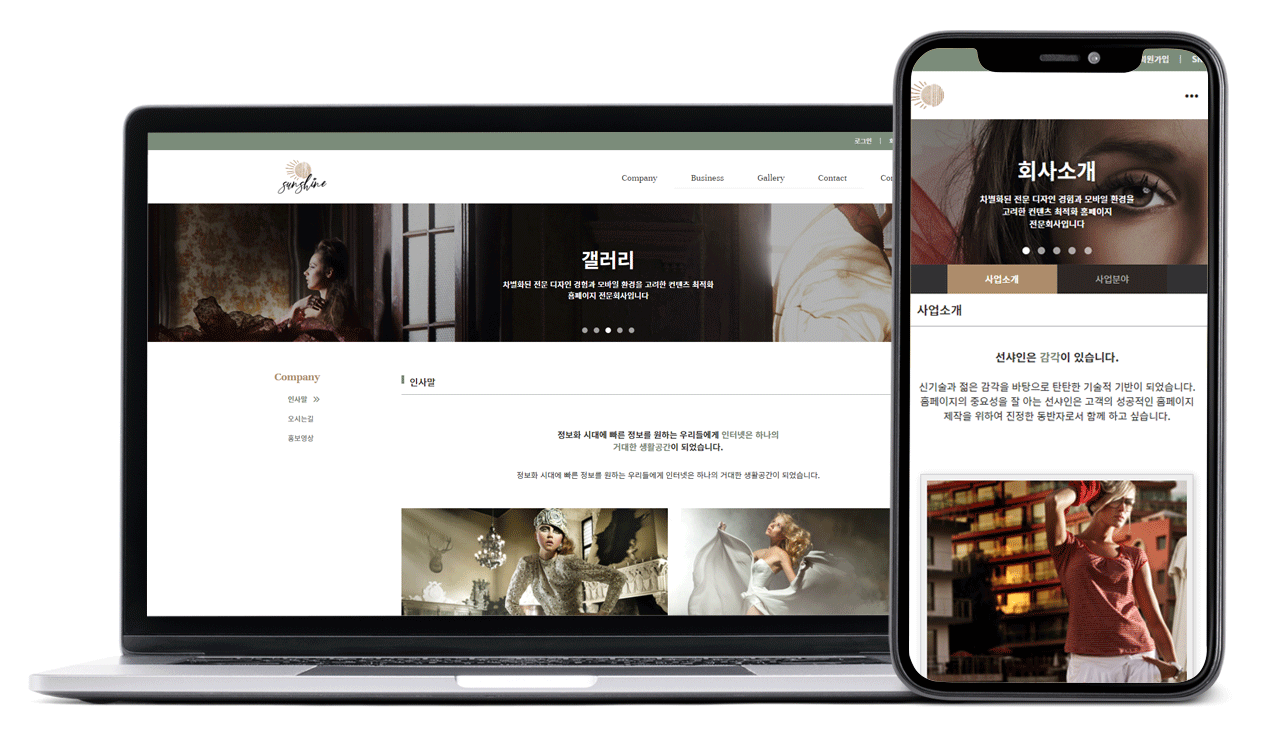 로그인 |
sunshine
Company Business Gallery Contact
갤러리
차별화된 전문 디자인 경험과 모바일 환경을 고려한 컨텐츠 최적화
홈페이지 전문회사입니다
Company
인사말
오시는길
홍보영상
인사말
정보화 시대에 빠른 정보를 원하는 우리들에게 인터넷은 하나의
거대한 생활공간이 되었습니다.
정보화 시대에 빠른 정보를 원하는 우리들에게 인터넷은 하나의 거대한 생활공간이 되었습니다.
회원가입 |
회사소개
차별화된 전문 디자인 경험과 모바일 환경을
고려한 컨텐츠 최적화 홈페이지
전문회사입니다
사업소개 사업분야
사업소개
선샤인은 감각이 있습니다.
신기술과 젊은 감각을 바탕으로 탄탄한 기술적 기반이 되었습니다.
홈페이지의 중요성을 잘 아는 선샤인은 고객의 성공적인 홈페이지
제작을 위하여 진정한 동반자로서 함께 하고 싶습니다.